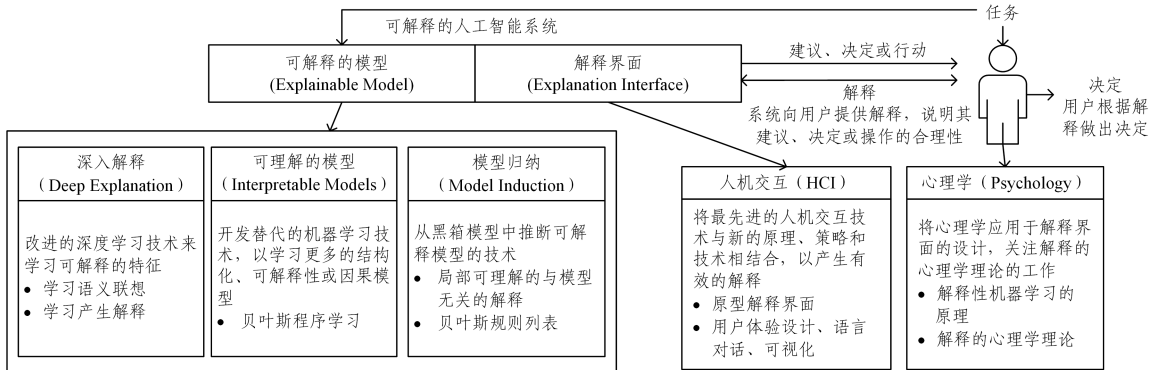 任务
可解释的人工智能系统
可解释的模型
(Explainable Model)
解释界面
(Explanation Interface)
建议、决定或行动
解释
系统向用户提供解释，说明其
建议、决定或操作的合理性
决定
用户根据解
释做出决定
深入解释
（Deep Explanation）
改进的深度学习技术来
学习可解释的特征
● 学习语义联想
● 学习产生解释
可理解的模型
(Interpretable Models)
开发替代的机器学习技
术，以学习更多的结构
化、可解释性或因果模
型
● 贝叶斯程序学习
模型归纳
（Model Induction）
从黑箱模型中推断可解
释模型的技术
● 局部可理解的与模型
无关的解释
● 贝叶斯规则列表
人机交互（HCI）
将最先进的人机交互技
术与新的原理、策略和
技术相结合，以产生有
效的解释
● 原型解释界面
● 用户体验设计、语言
对话、可视化
心理学（Psychology）
将心理学应用于解释界
面的设计，关注解释的
心理学理论的工作
● 解释性机器学习的
原理
● 解释的心理学理论